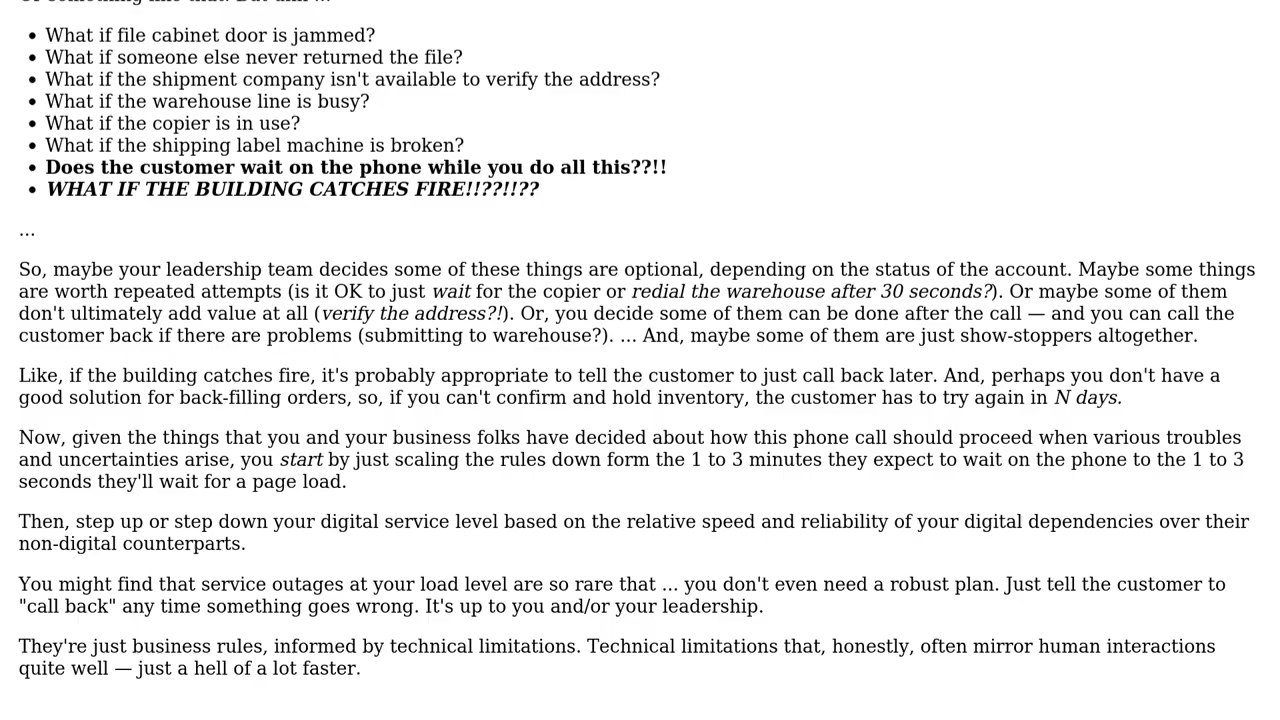 What if file cabinet door is jammed?
What if someone else never returned the file?
What if the shipment company isn't available to verify the address?
What if the warehouse line is busy?
What if the copier is in use?
What if the shipping label machine is broken?
Does the customer wait on the phone while you do all this??!!
WHAT IF THE BUILDING CATCHES FIRE!!??!!??
...
So, maybe your leadership team decides some of these things are optional, depending on the status of the account. Maybe some things
are worth repeated attempts (is it OK to just wait for the copier or redial the warehouse after 30 seconds?). Or maybe some of them
don't ultimately add value at all (verify the address?!). Or, you decide some of them can be done after the call — and you can call the
customer back if there are problems (submitting to warehouse?). ... And, maybe some of them are just show-stoppers altogether.
Like, if the building catches fire, it's probably appropriate to tell the customer to just call back later. And, perhaps you don't have a
good solution for back-filling orders, so, if you can't confirm and hold inventory, the customer has to try again in N days.
Now, given the things that you and your business folks have decided about how this phone call should proceed when various troubles
and uncertainties arise, you start by just scaling the rules down form the 1 to 3 minutes they expect to wait on the phone to the 1 to 3
seconds they'll wait for a page load.
Then, step up or step down your digital service level based on the relative speed and reliability of your digital dependencies over their
non-digital counterparts.
You might find that service outages at your load level are so rare that ... you don't even need a robust plan. Just tell the customer to
"call back" any time something goes wrong. It's up to you and/or your leadership.
They're just business rules, informed by technical limitations. Technical limitations that, honestly, often mirror human interactions
quite well — just a hell of a lot faster.